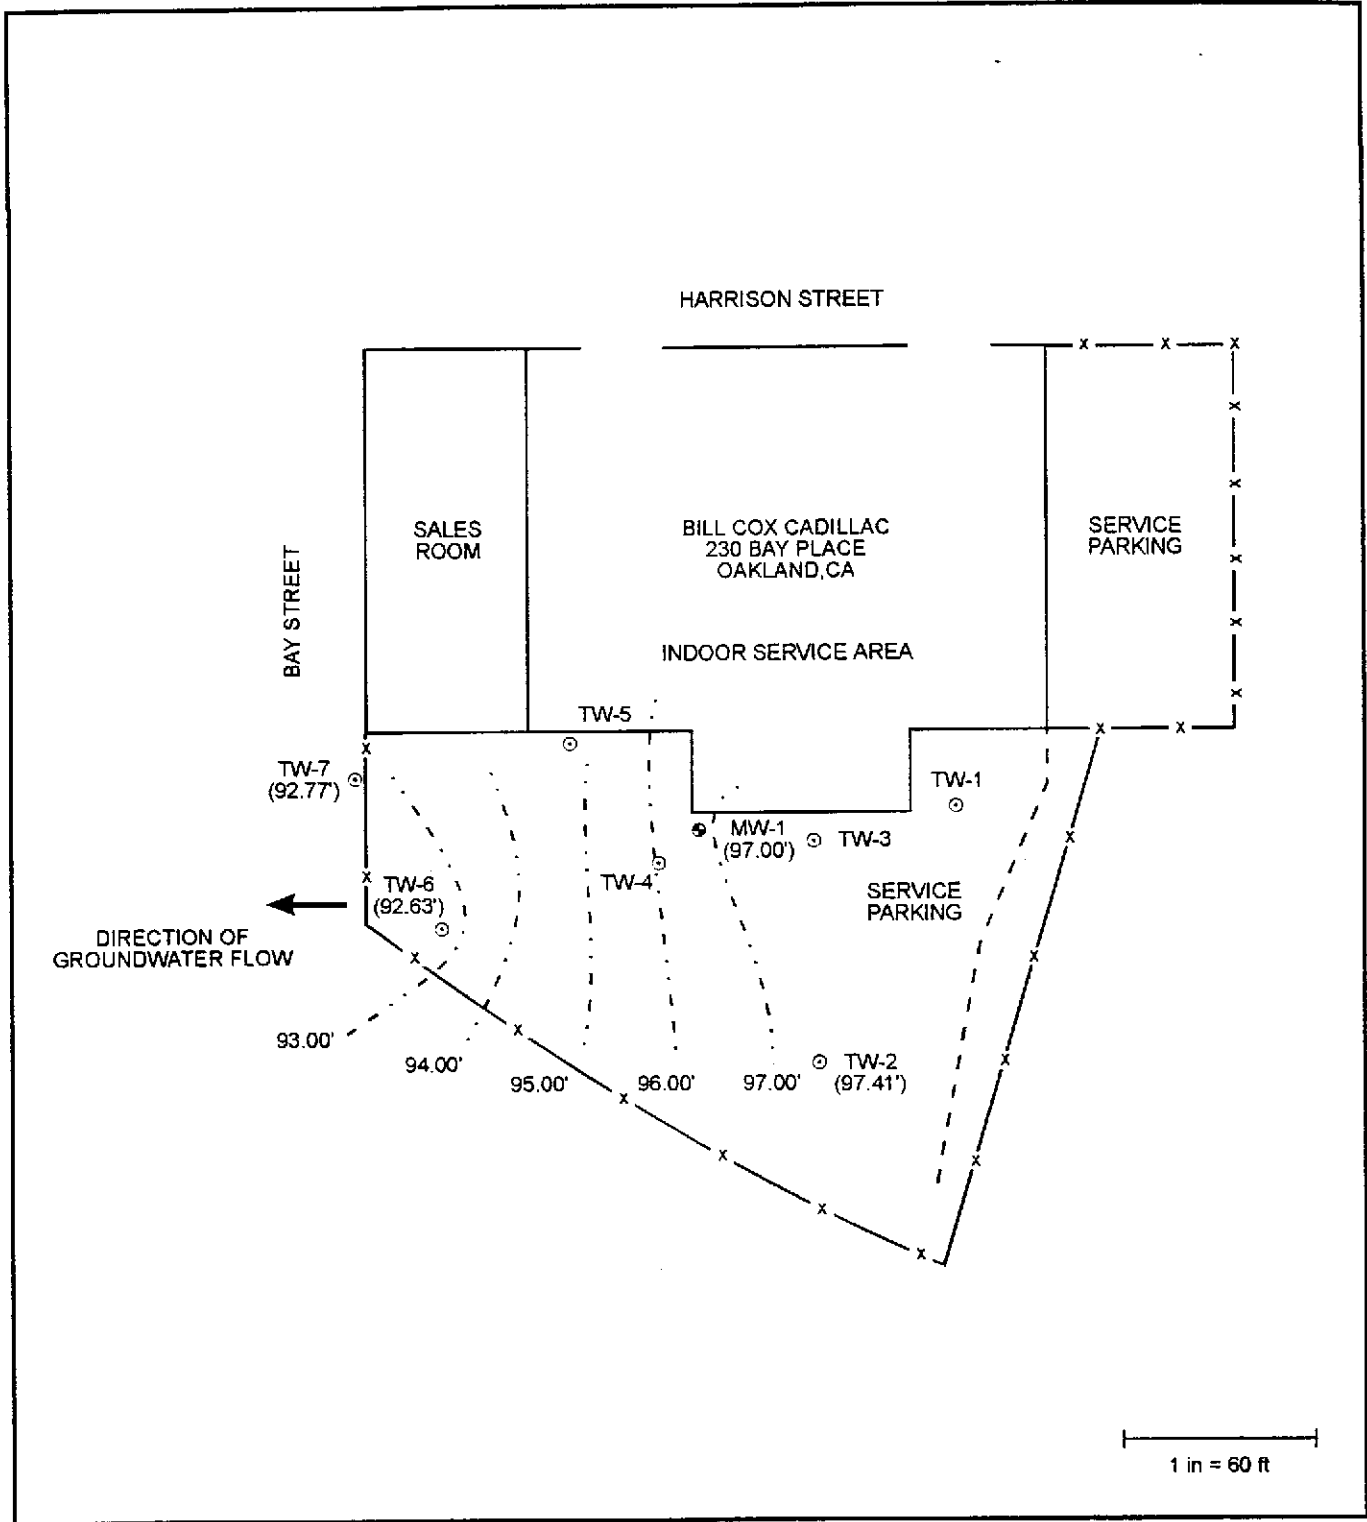 HARRISON STREET
SALES
ROOM
BILL COX CADILLAC
230 BAY PLACE
OAKLAND,CA
SERVICE
PARKING
BAY STREET
INDOOR SERVICE AREA
TW-5
TW-7
(92.77')
TW-1
MW-1
(97.00')
TW-3
TW-4
TW-6
(92.63')
SERVICE
PARKING
DIRECTION OF
GROUNDWATER FLOW
93.00'
94.00'
95.00'
96.00'
97.00'
TW-2
(97.41')
1 in = 60 ft